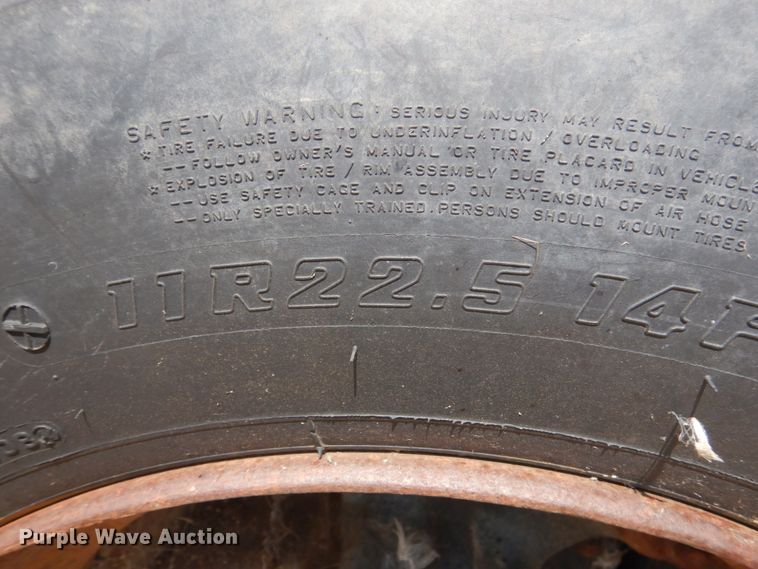 SAFETY WARNING : SERIOUS INJURY MAY RESULT FROM
* TIRE FAILURE DUE TO UNDERINFLATION / OVERLOADING
-- FOLLOW OWNER'S MANUAL OR TIRE PLACARD IN VEHICLE
* EXPLOSION OF TIRE / RIM ASSEMBLY DUE TO IMPROPER MOUN
-- USE SAFETY CAGE AND CLIP ON EXTENSION OF AIR HOSE
-- ONLY SPECIALLY TRAINED PERSONS SHOULD MOUNT TIRES
11R22.5 14P
Purple Wave Auction